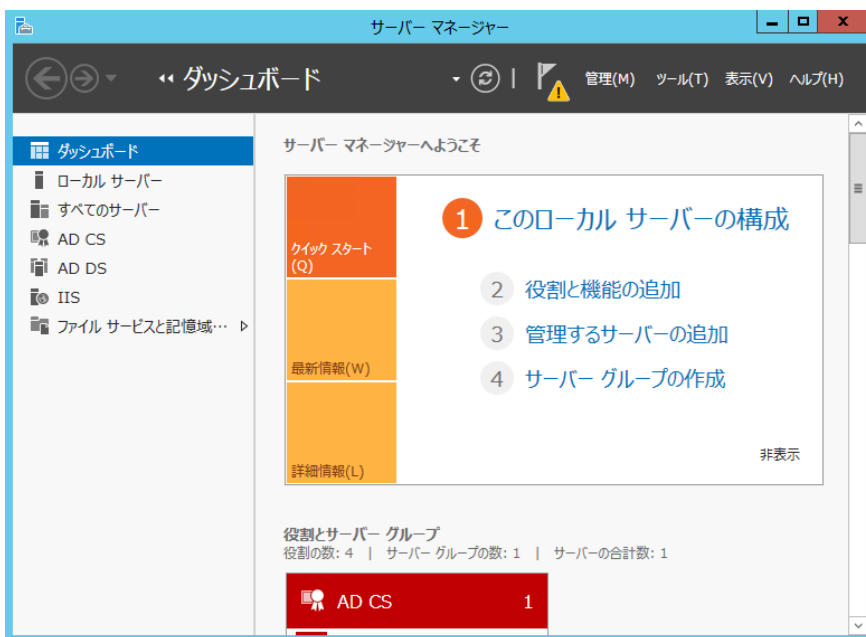 サーバー マネージャー
ダッシュボード
管理(M) ツール(T) 表示(V) ヘルプ(H)
ダッシュボード
ローカル サーバー
すべてのサーバー
AD CS
AD DS
IIS
ファイル サービスと記憶域…
サーバー マネージャーへようこそ
クイック スタート
(Q)
最新情報(W)
詳細情報(L)
1 このローカル サーバーの構成
2 役割と機能の追加
3 管理するサーバーの追加
4 サーバー グループの作成
非表示
役割とサーバー グループ
役割の数: 4 | サーバー グループの数: 1 | サーバーの合計数: 1
AD CS 1